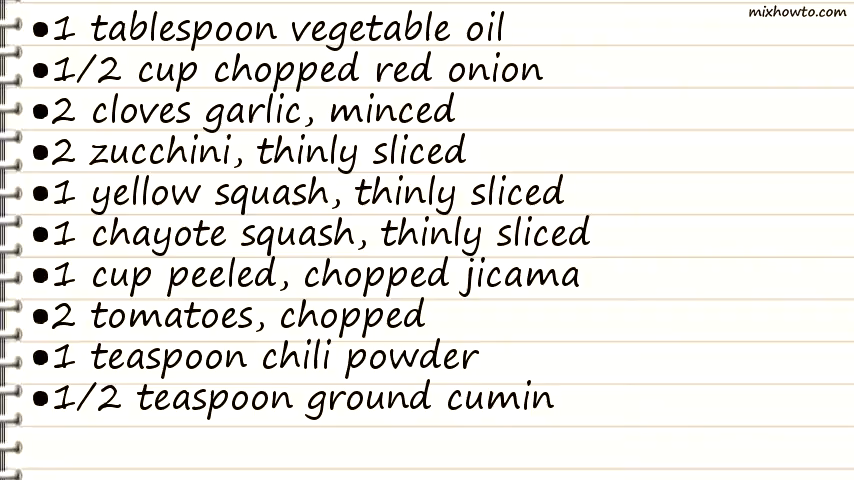 mixhowto.com
•1 tablespoon vegetable oil
•1/2 cup chopped red onion
•2 cloves garlic, minced
•2 zucchini, thinly sliced
•1 yellow squash, thinly sliced
•1 chayote squash, thinly sliced
•1 cup peeled, chopped jicama
•2 tomatoes, chopped
•1 teaspoon chili powder
•1/2 teaspoon ground cumin